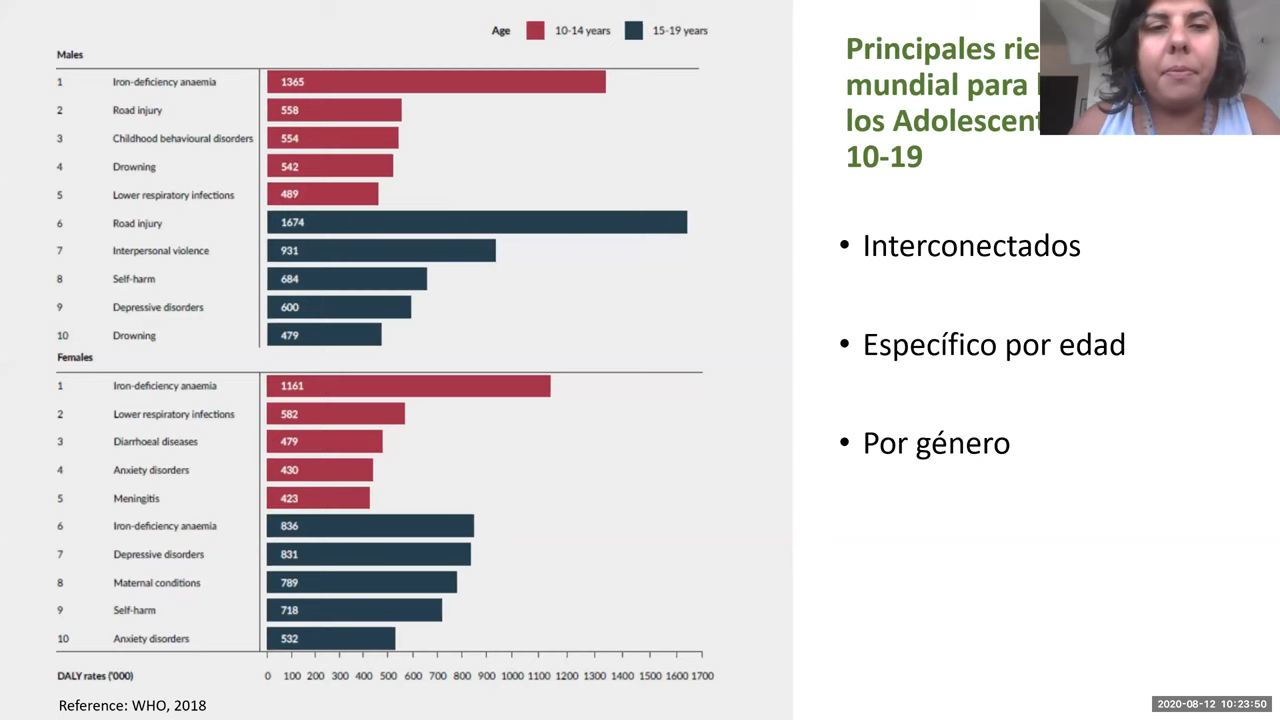 Age 10-14 years 15-19 years
Males
1 Iron-deficiency anaemia 1365
2 Road injury 558
3 Childhood behavioural disorders 554
4 Drowning 542
5 Lower respiratory infections 489
6 Road injury 1674
7 Interpersonal violence 931
8 Self-harm 684
9 Depressive disorders 600
10 Drowning 479
Females
1 Iron-deficiency anaemia 1161
2 Lower respiratory infections 582
3 Diarrhoeal diseases 479
4 Anxiety disorders 430
5 Meningitis 423
6 Iron-deficiency anaemia 836
7 Depressive disorders 831
8 Maternal conditions 789
9 Self-harm 718
10 Anxiety disorders 532
DALY rates ('000) 0 100 200 300 400 500 600 700 800 900 1000 1100 1200 1300 1400 1500 1600 1700
Reference: WHO, 2018
Principales
mundial para
los
10-19
• Interconectados
• Específico por edad
• Por género
2020-08-12 10:23:50